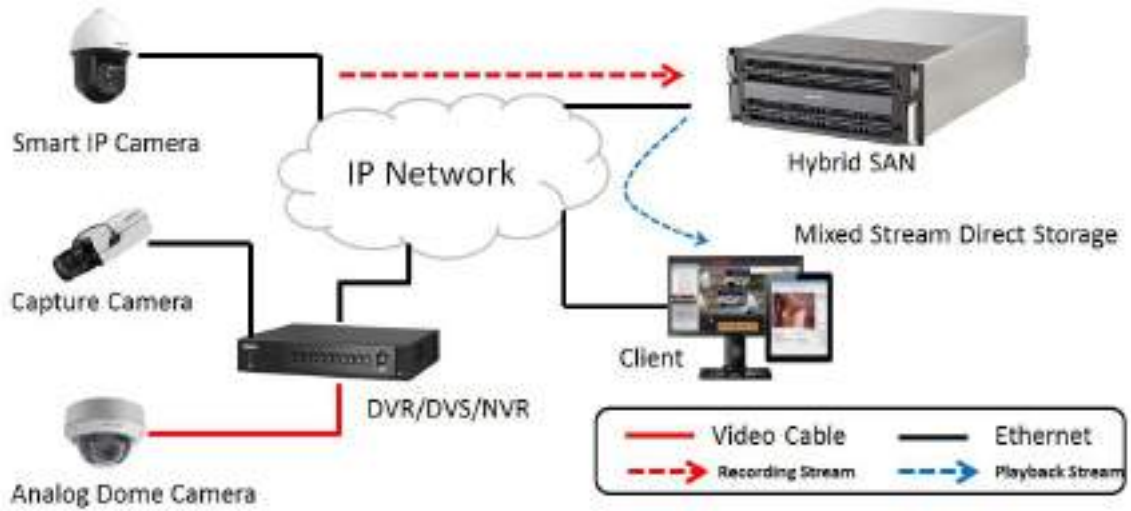 Smart IP Camera
IP Network
Hybrid SAN
Capture Camera
Mixed Stream Direct Storage
Client
DVR/DVS/NVR
Analog Dome Camera
Video Cable
Ethernet
Recording Stream
Playback Stream